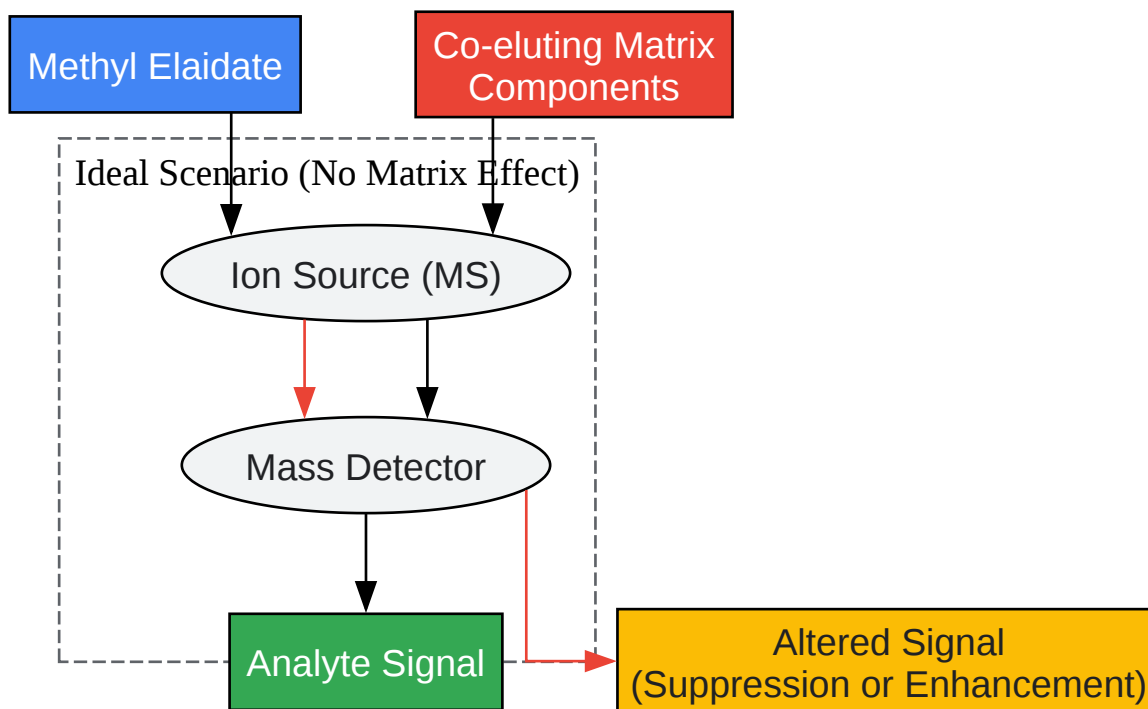 Methyl Elaidate
Co-eluting Matrix
Components
Ideal Scenario (No Matrix Effect)
Ion Source (MS)
Mass Detector
Analyte Signal
Altered Signal
(Suppression or Enhancement)